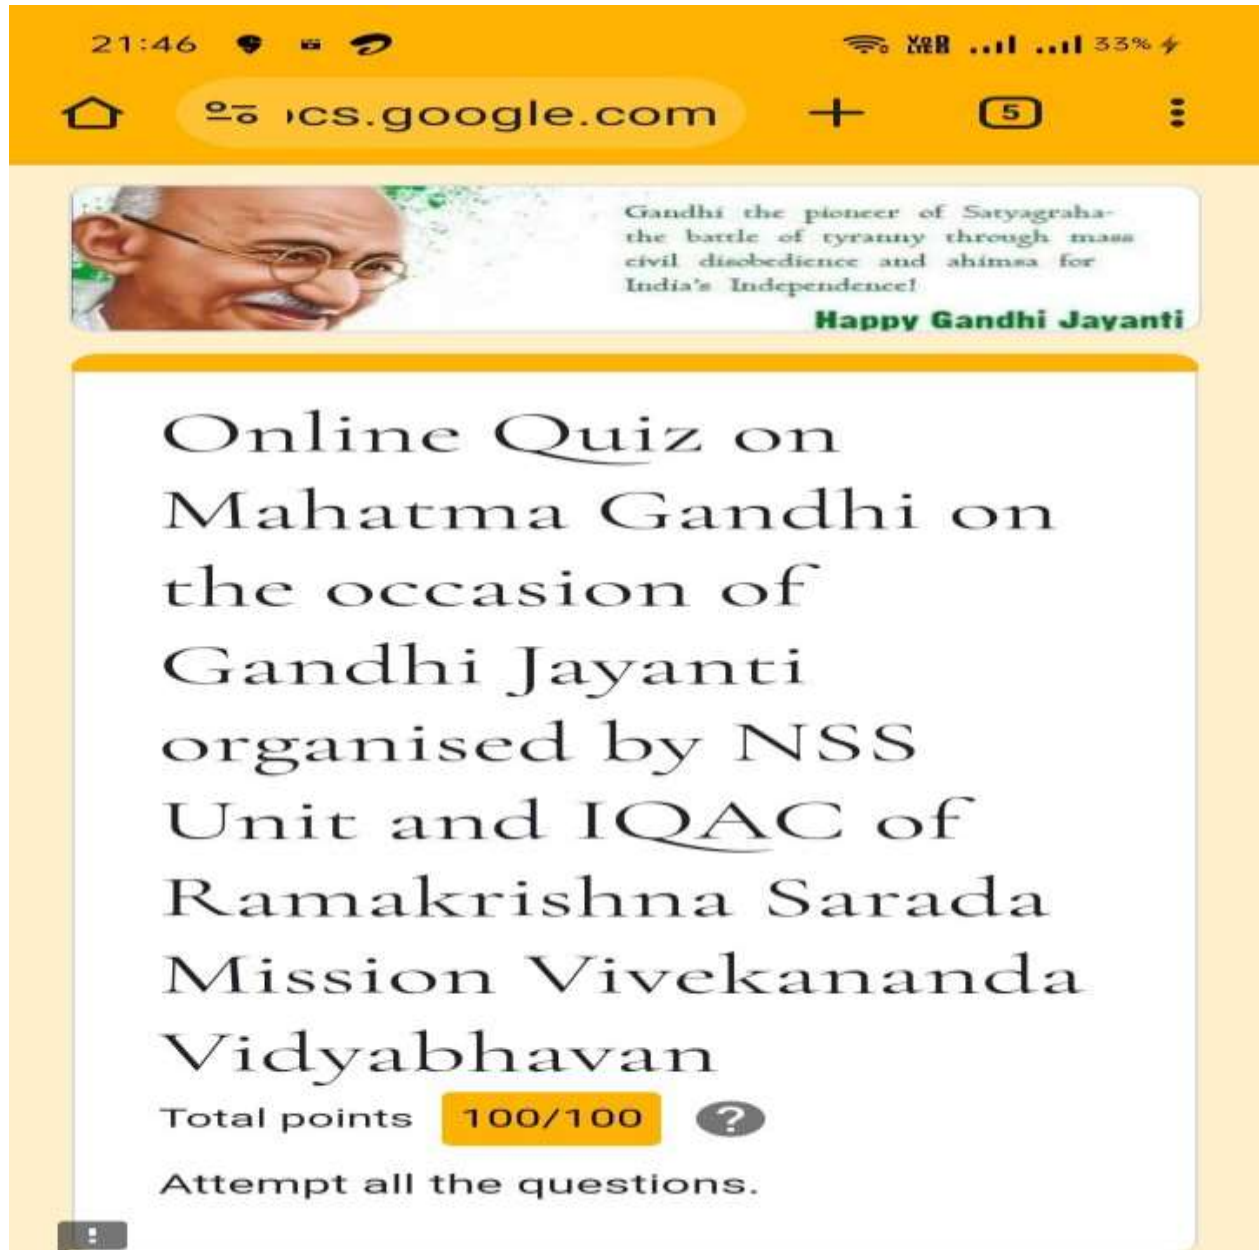 21:46
VoR LTE2 33%
cs.google.com
5
Gandhi the pioneer of Satyagraha-
the battle of tyranny through mass
civil disobedience and ahimsa for
India's Independence!
Happy Gandhi Jayanti
Online Quiz on
Mahatma Gandhi on
the occasion of
Gandhi Jayanti
organised by NSS
Unit and IQAC of
Ramakrishna Sarada
Mission Vivekananda
Vidyabhavan
Total points 100/100 ?
Attempt all the questions.